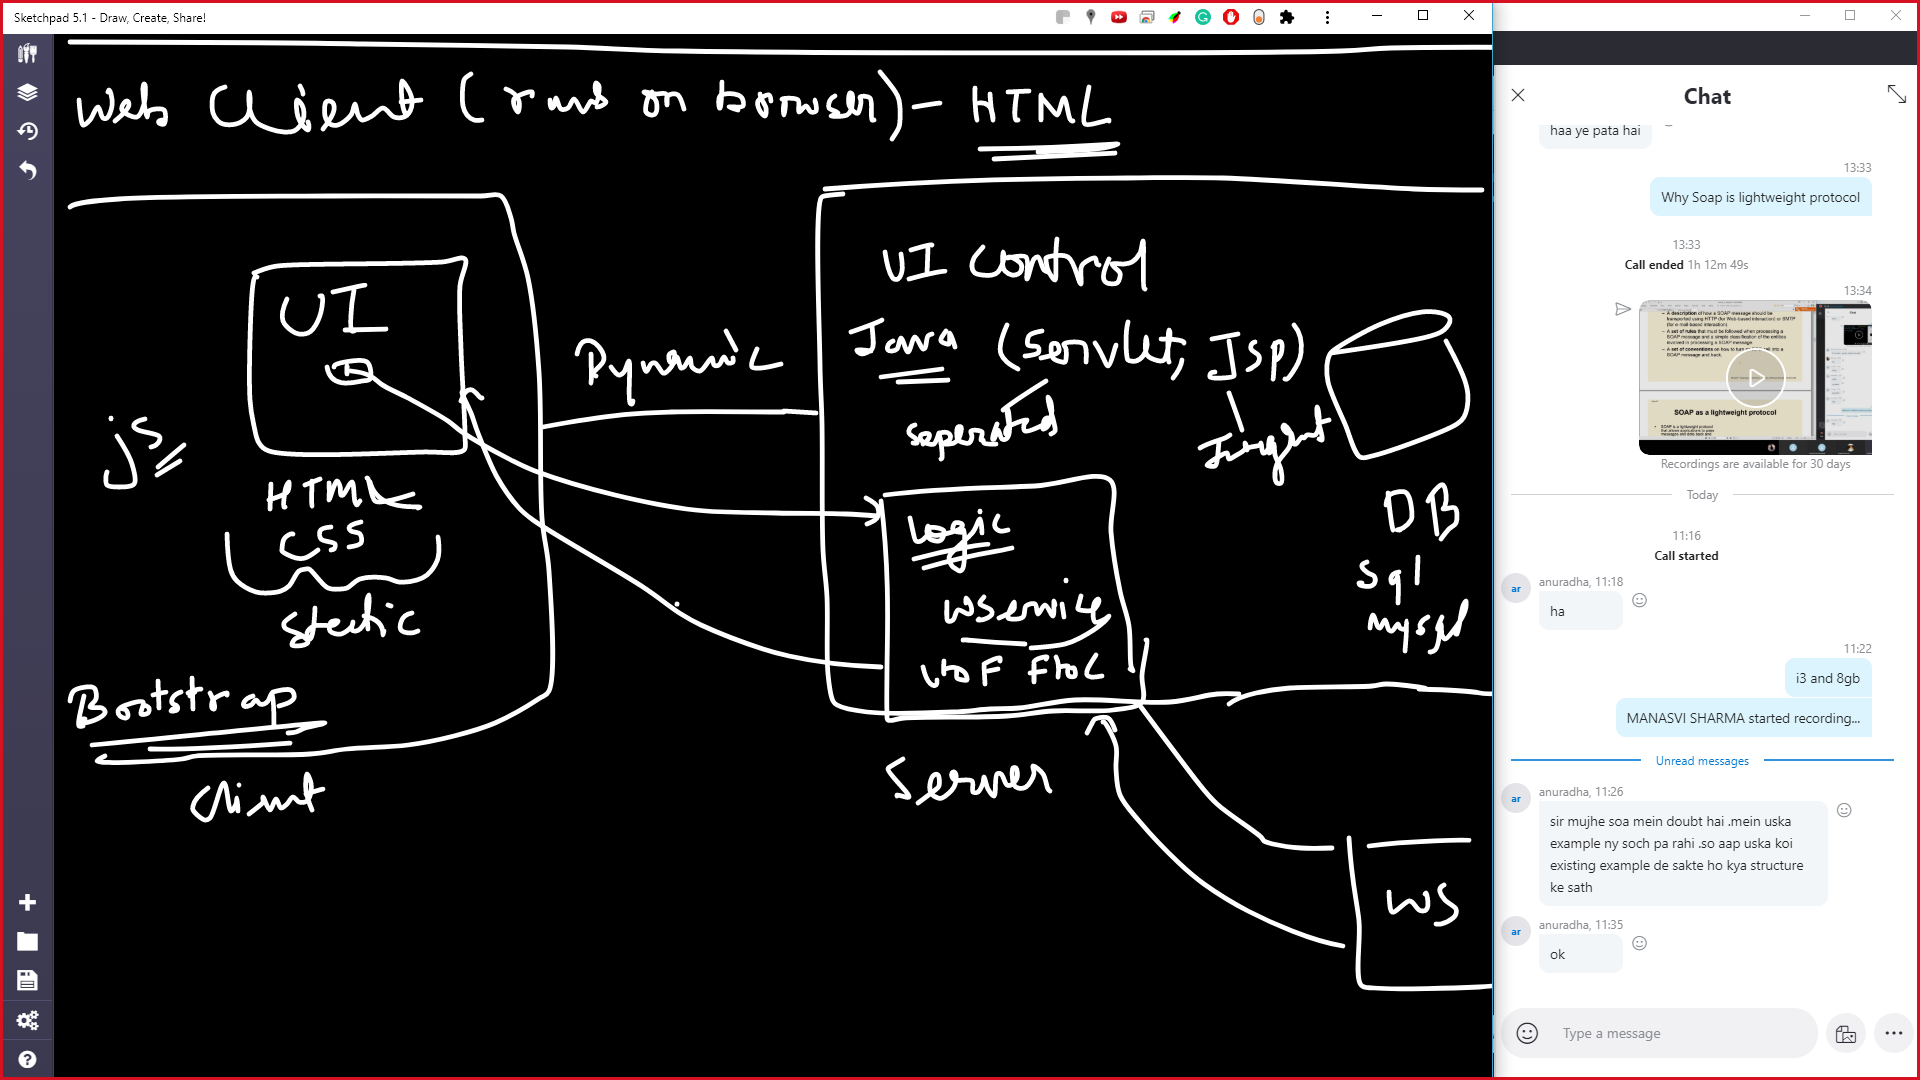 Sketchpad 5.1 - Draw, Create, Share!
Web Client (runs on browser) - HTML
UI
js
HTML
CSS
static
Bootstrap
Client
Dynamic
UI Control
Java (Servlet, JSP)
seperated
Logic
WService
FtoC
Server
DB
Sql
Mysql
WS
Chat
haa ye pata hai
13:33
Why Soap is lightweight protocol
13:33
Call ended 1h 12m 49s
13:34
SOAP as a lightweight protocol
Recordings are available for 30 days
Today
11:16
Call started
ar
anuradha, 11:18
ha
11:22
i3 and 8gb
MANASVI SHARMA started recording...
Unread messages
ar
anuradha, 11:26
sir mujhe soa mein doubt hai .mein uska
example ny soch pa rahi .so aap uska koi
existing example de sakte ho kya structure
ke sath
ar
anuradha, 11:35
ok
Type a message